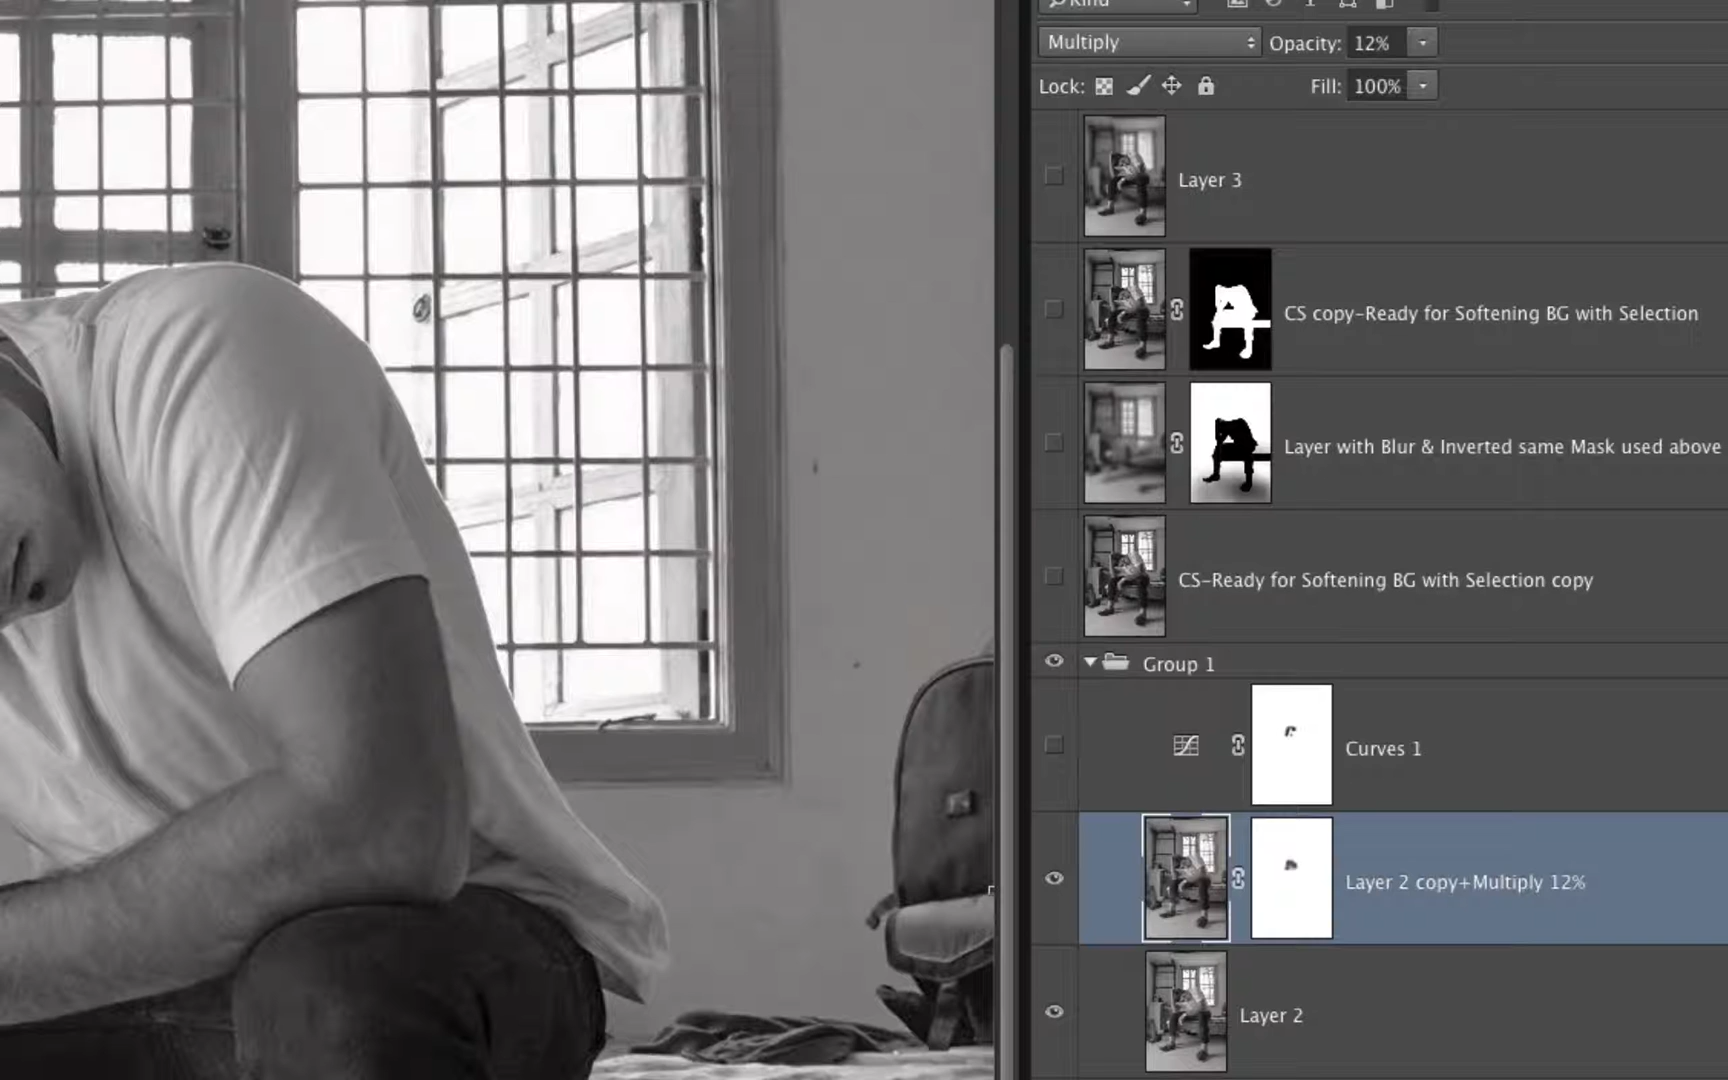 Kind
Multiply Opacity: 12%
Lock: Fill: 100%
Layer 3
CS copy-Ready for Softening BG with Selection
Layer with Blur & Inverted same Mask used above
CS-Ready for Softening BG with Selection copy
Group 1
Curves 1
Layer 2 copy+Multiply 12%
Layer 2